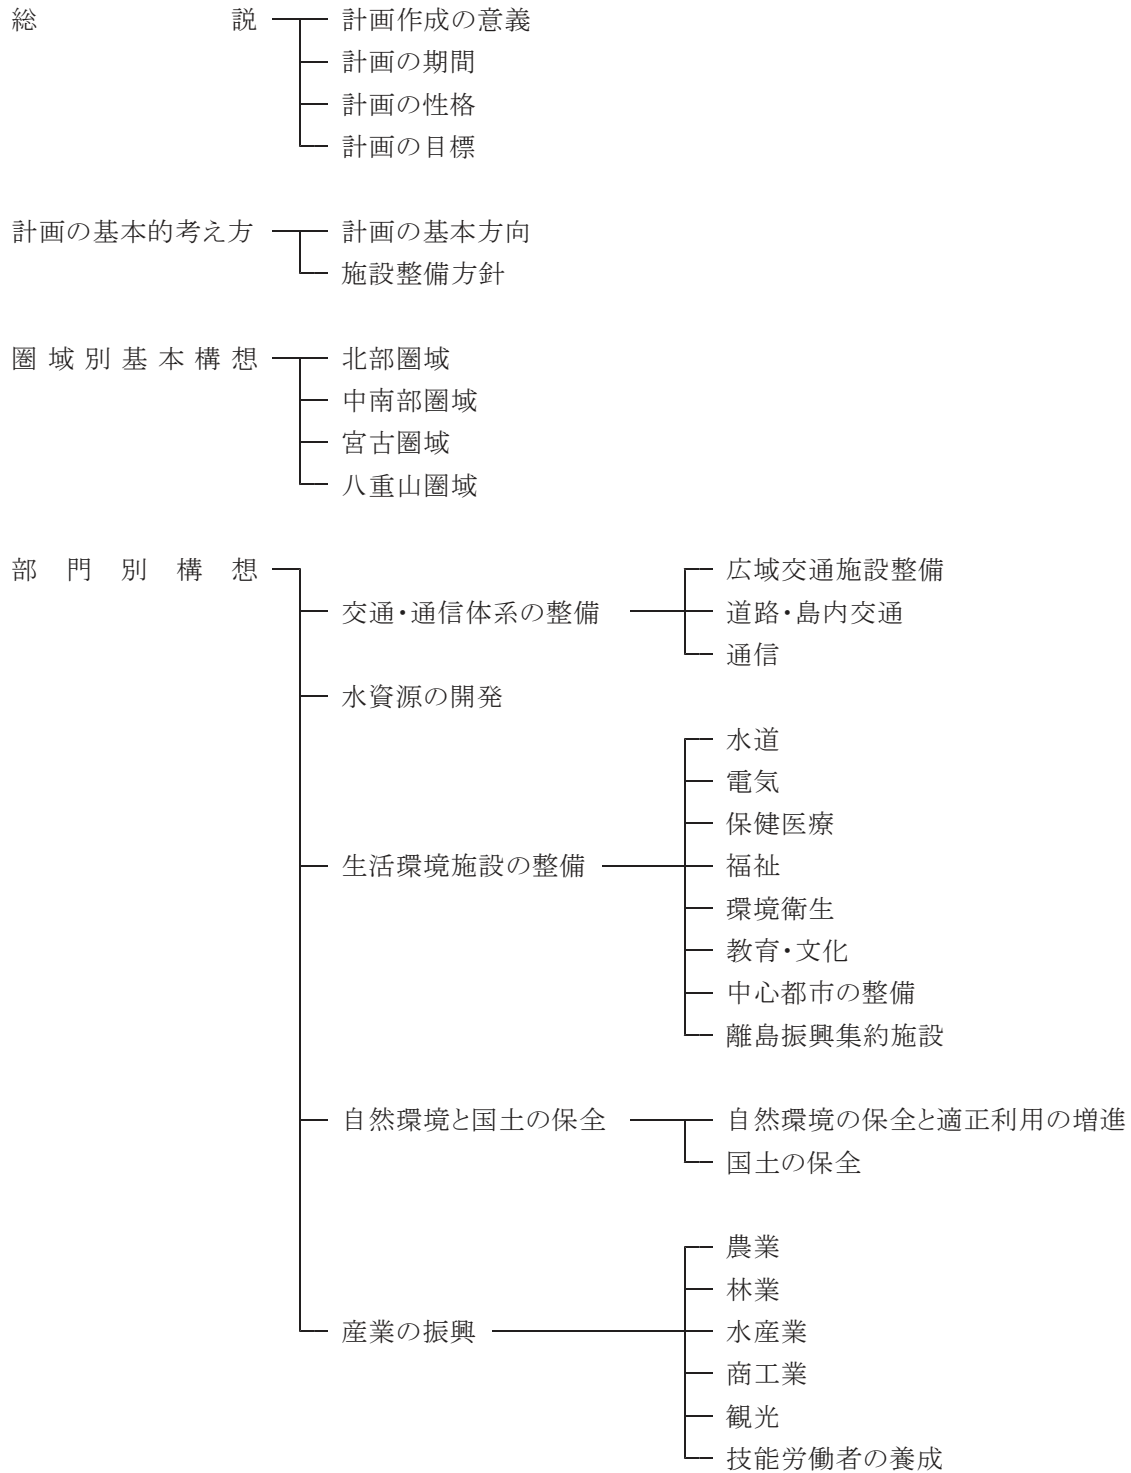 総説 計画作成の意義
計画の期間
計画の性格
計画の目標
計画の基本的考え方 計画の基本方向
施設整備方針
圏域別基本構想 北部圏域
中南部圏域
宮古圏域
八重山圏域
部門別構想 広域交通施設整備
交通・通信体系の整備 道路・島内交通
通信
水資源の開発
水道
電気
保健医療
生活環境施設の整備 福祉
環境衛生
教育・文化
中心都市の整備
離島振興集約施設
自然環境と国土の保全 自然環境の保全と適正利用の増進
国土の保全
農業
林業
産業の振興 水産業
商工業
観光
技能労働者の養成